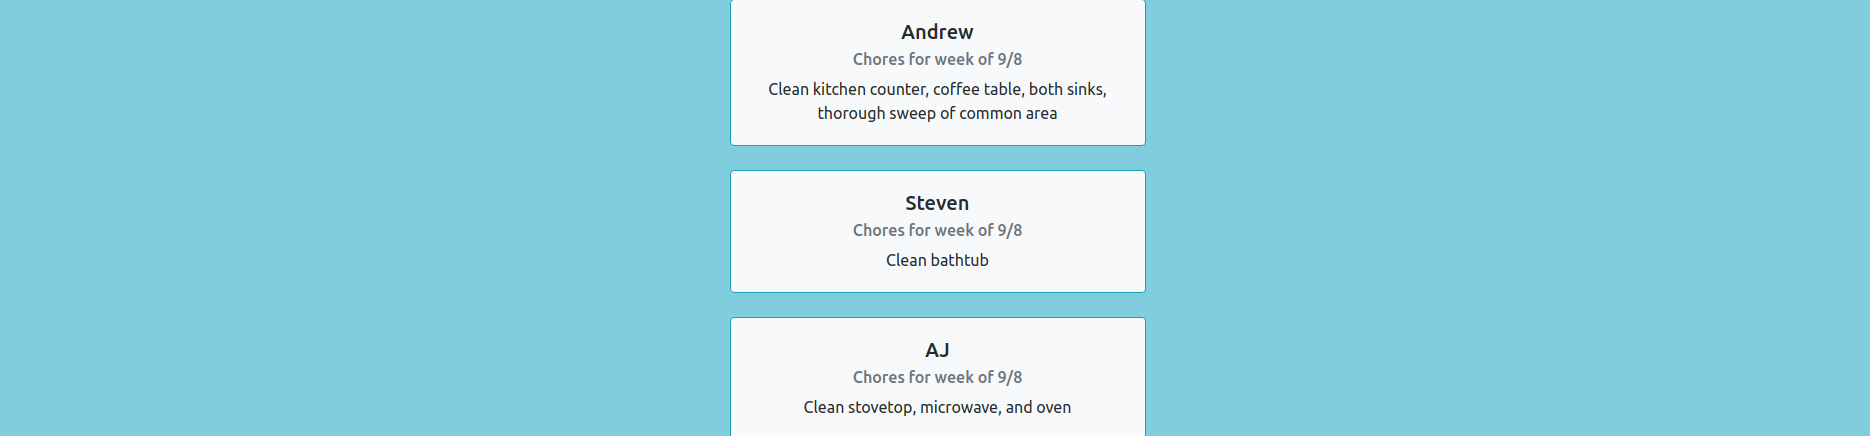 Andrew
Chores for week of 9/8
Clean kitchen counter, coffee table, both sinks,
thorough sweep of common area
Steven
Chores for week of 9/8
Clean bathtub
AJ
Chores for week of 9/8
Clean stovetop, microwave, and oven